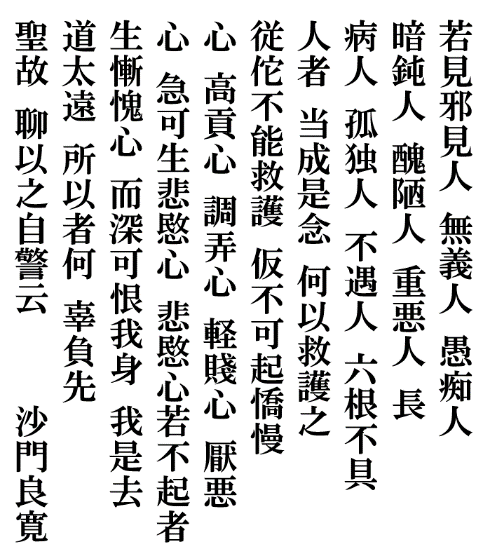 若見邪見人 無義人 愚痴人
暗鈍人 醜陋人 重悪人 長
病人 孤独人 不遇人 六根不具
人者 当成是念 何以救護之
従佗不能救護 仮不可起憍慢
心 高貢心 調弄心 軽賤心 厭悪
心 急可生悲愍心 悲愍心若不起者
生慚愧心 而深可恨我身 我是去
道太遠 所以者何 辜負先
聖故 聊以之自警云 沙門良寛